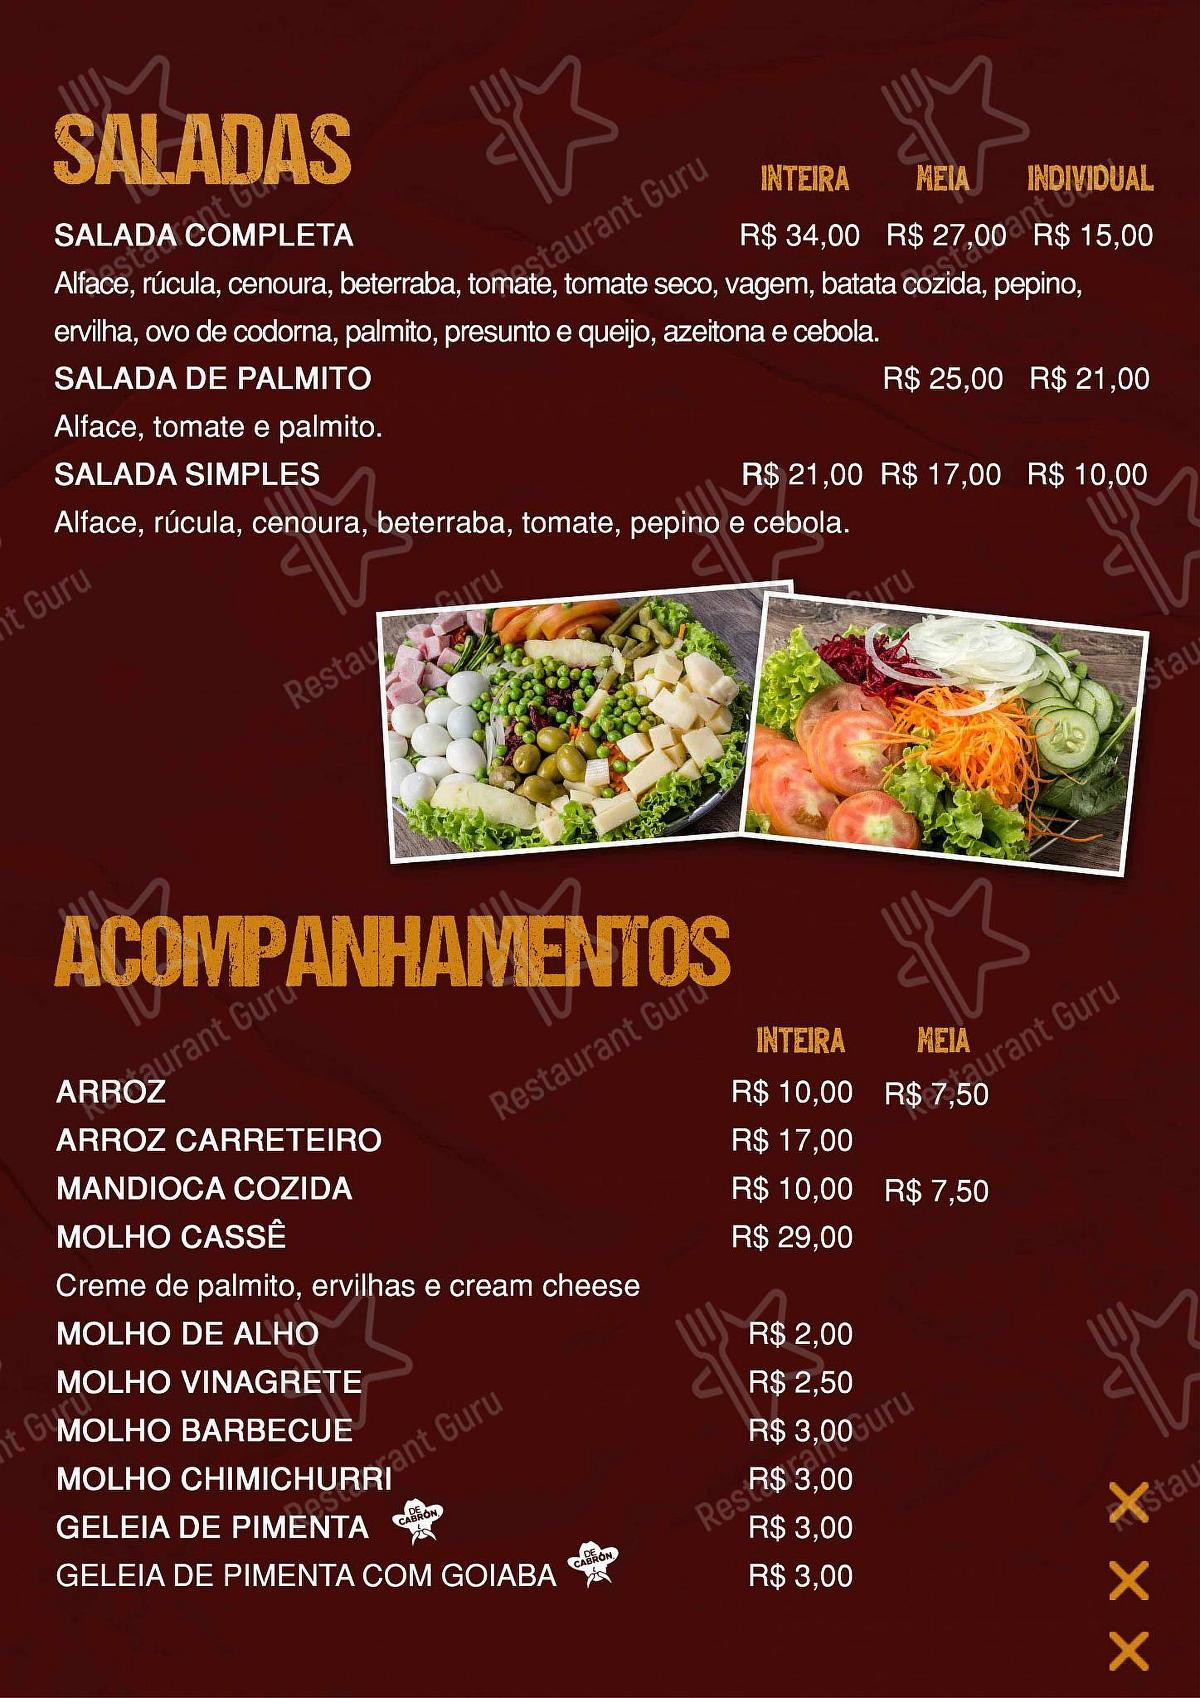 SALADAS
INTEIRA MEIA INDIVIDUAL
SALADA COMPLETA R$ 34,00 R$ 27,00 R$ 15,00
Alface, rúcula, cenoura, beterraba, tomate, tomate seco, vagem, batata cozida, pepino,
ervilha, ovo de codorna, palmito, presunto e queijo, azeitona e cebola.
SALADA DE PALMITO R$ 25,00 R$ 21,00
Alface, tomate e palmito.
SALADA SIMPLES R$ 21,00 R$ 17,00 R$ 10,00
Alface, rúcula, cenoura, beterraba, tomate, pepino e cebola.
ACOMPANHAMENTOS
INTEIRA MEIA
ARROZ R$ 10,00 R$ 7,50
ARROZ CARRETEIRO R$ 17,00
MANDIOCA COZIDA R$ 10,00 R$ 7,50
MOLHO CASSÊ R$ 29,00
Creme de palmito, ervilhas e cream cheese
MOLHO DE ALHO R$ 2,00
MOLHO VINAGRETE R$ 2,50
MOLHO BARBECUE R$ 3,00
MOLHO CHIMICHURRI R$ 3,00
GELEIA DE PIMENTA DE CABRÓN R$ 3,00
GELEIA DE PIMENTA COM GOIABA DE CABRÓN R$ 3,00
Restaurant Guru